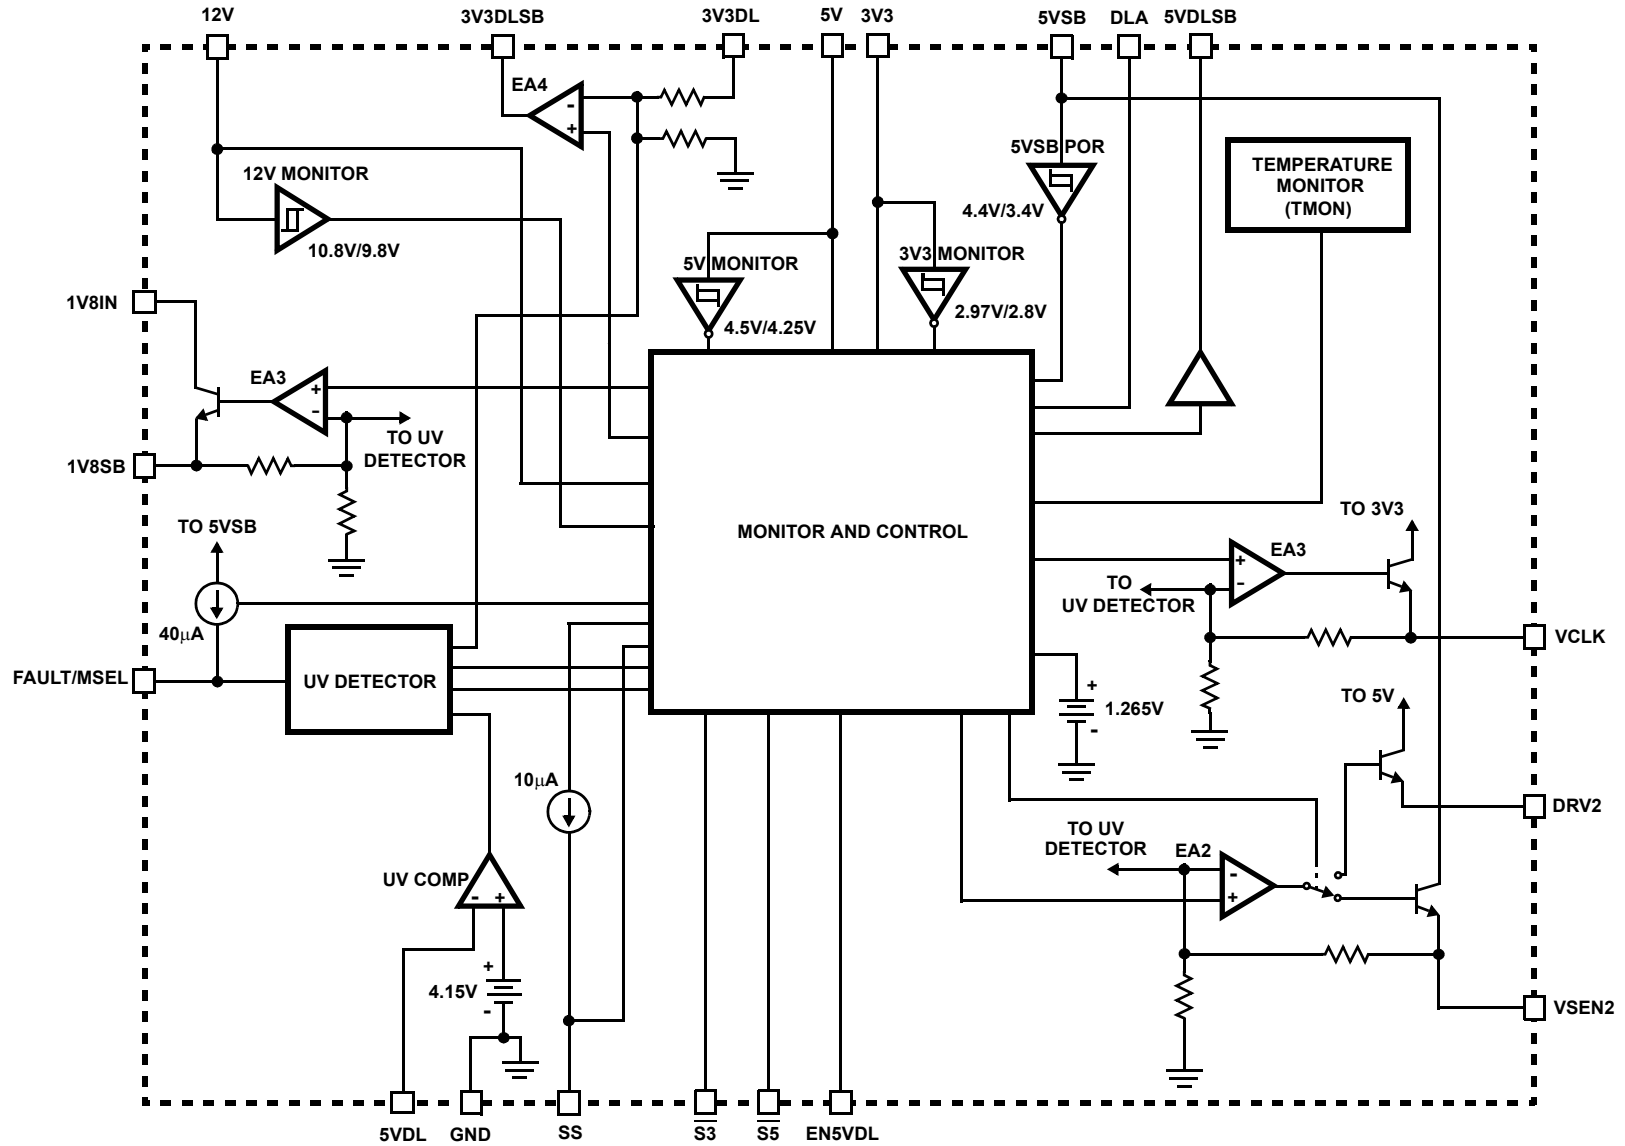 12V
3V3DLSB
3V3DL
5V
3V3
5VSB
DLA
5VDLSB
EA4
-
+
5VSB POR
4.4V/3.4V
TEMPERATURE
MONITOR
(TMON)
12V MONITOR
10.8V/9.8V
5V MONITOR
4.5V/4.25V
3V3 MONITOR
2.97V/2.8V
1V8IN
EA3
+
-
TO UV
DETECTOR
1V8SB
TO 5VSB
40μA
MONITOR AND CONTROL
TO 3V3
EA3
+
-
TO
UV DETECTOR
VCLK
FAULT/MSEL
UV DETECTOR
+
1.265V
-
TO 5V
10μA
DRV2
TO UV
DETECTOR
EA2
-
+
UV COMP
-
+
+
4.15V
-
VSEN2
5VDL
GND
SS
S3
S5
EN5VDL